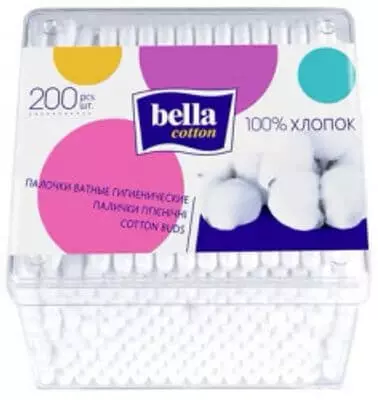 200 pcs.
шт.
bella
cotton
100% ХЛОПОК
ПАЛОЧКИ ВАТНЫЕ ГИГИЕНИЧЕСКИЕ
ПАЛИЧКИ ГІГІЄНІЧНІ
COTTON BUDS